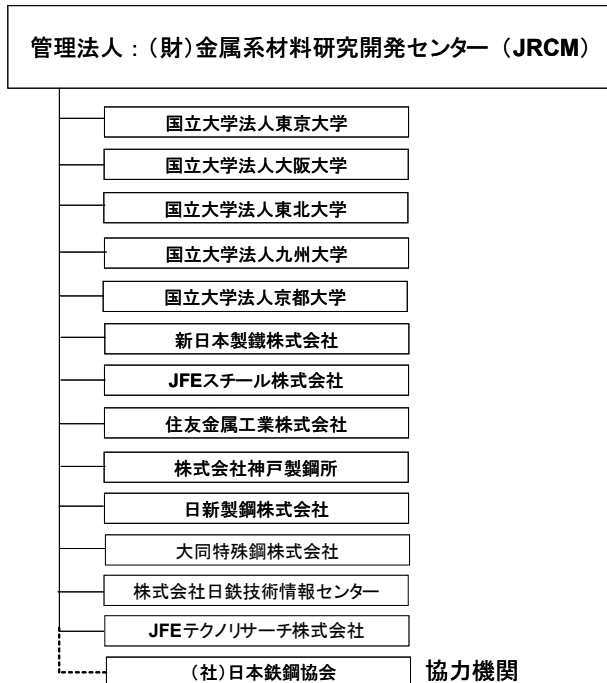 管理法人：（財）金属系材料研究開発センター（JRCM）
国立大学法人東京大学
国立大学法人大阪大学
国立大学法人東北大学
国立大学法人九州大学
国立大学法人京都大学
新日本製鐵株式会社
JFEスチール株式会社
住友金属工業株式会社
株式会社神戸製鋼所
日新製鋼株式会社
大同特殊鋼株式会社
株式会社日鉄技術情報センター
JFEテクノリサーチ株式会社
（社）日本鉄鋼協会 協力機関